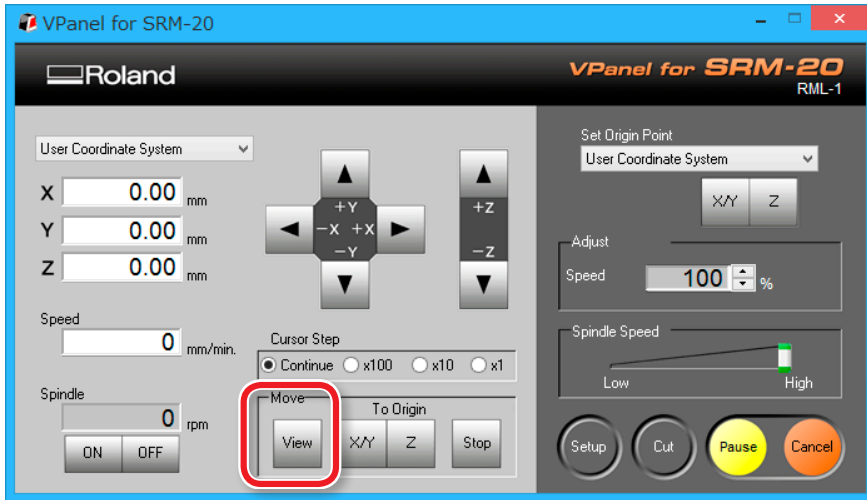 VPanel for SRM-20
Roland
VPanel for SRM-20
RML-1
User Coordinate System
X 0.00 mm
Y 0.00 mm
Z 0.00 mm
Speed
0 mm/min.
Spindle
0 rpm
ON OFF
+Y
-X +X
-Y
+Z
-Z
Cursor Step
Continue x100 x10 x1
Move
To Origin
View X/Y Z Stop
Set Origin Point
User Coordinate System
X/Y Z
Adjust
Speed 100 %
Spindle Speed
Low High
Setup Cut Pause Cancel